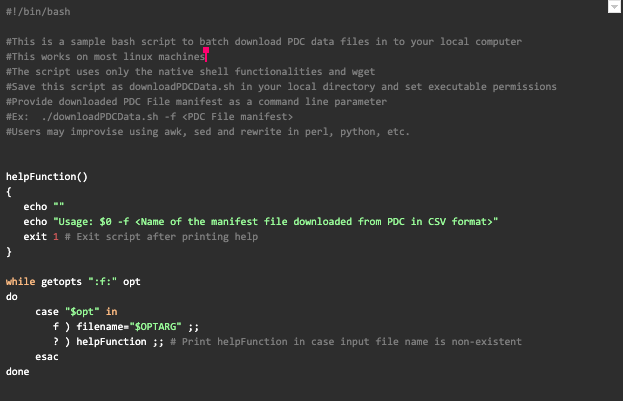 #!/bin/bash
#This is a sample bash script to batch download PDC data files in to your local computer
#This works on most linux machines
#The script uses only the native shell functionalities and wget
#Save this script as downloadPDCData.sh in your local directory and set executable permissions
#Provide downloaded PDC File manifest as a command line parameter
#Ex:  ./downloadPDCData.sh -f <PDC File manifest>
#Users may improvise using awk, sed and rewrite in perl, python, etc.
helpFunction()
{
   echo ""
   echo "Usage: $0 -f <Name of the manifest file downloaded from PDC in CSV format>"
   exit 1 # Exit script after printing help
}
while getopts ":f:" opt
do
     case "$opt" in
        f ) filename="$OPTARG" ;;
        ? ) helpFunction ;; # Print helpFunction in case input file name is non-existent
     esac
done